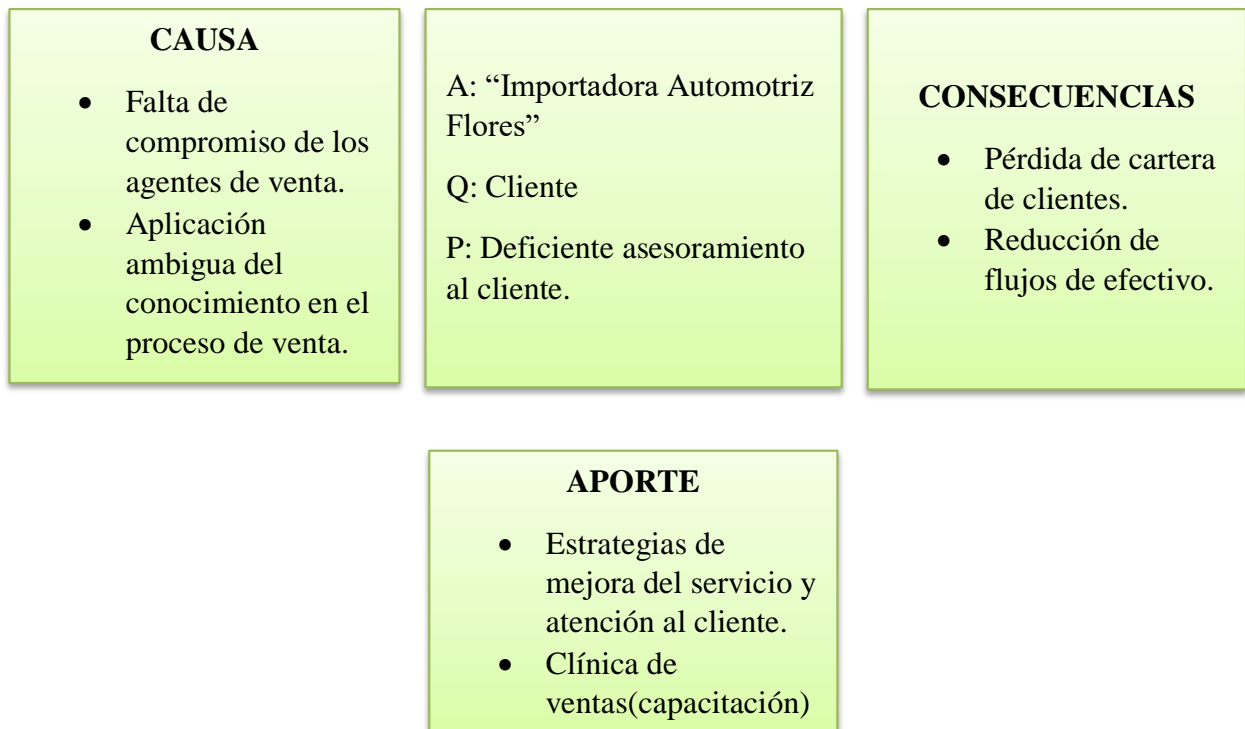 CAUSA
• Falta de
compromiso de los
agentes de venta.
• Aplicación
ambigua del
conocimiento en el
proceso de venta.
A: “Importadora Automotriz
Flores”
Q: Cliente
P: Deficiente asesoramiento
al cliente.
CONSECUENCIAS
• Pérdida de cartera
de clientes.
• Reducción de
flujos de efectivo.
APORTE
• Estrategias de
mejora del servicio y
atención al cliente.
• Clínica de
ventas(capacitación)